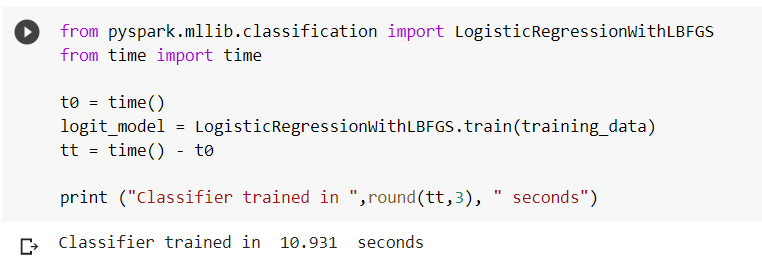 from pyspark.mllib.classification import LogisticRegressionWithLBFGS
from time import time
t0 = time()
logit_model = LogisticRegressionWithLBFGS.train(training_data)
tt = time() - t0
print ("Classifier trained in ",round(tt,3), " seconds")
Classifier trained in  10.931  seconds